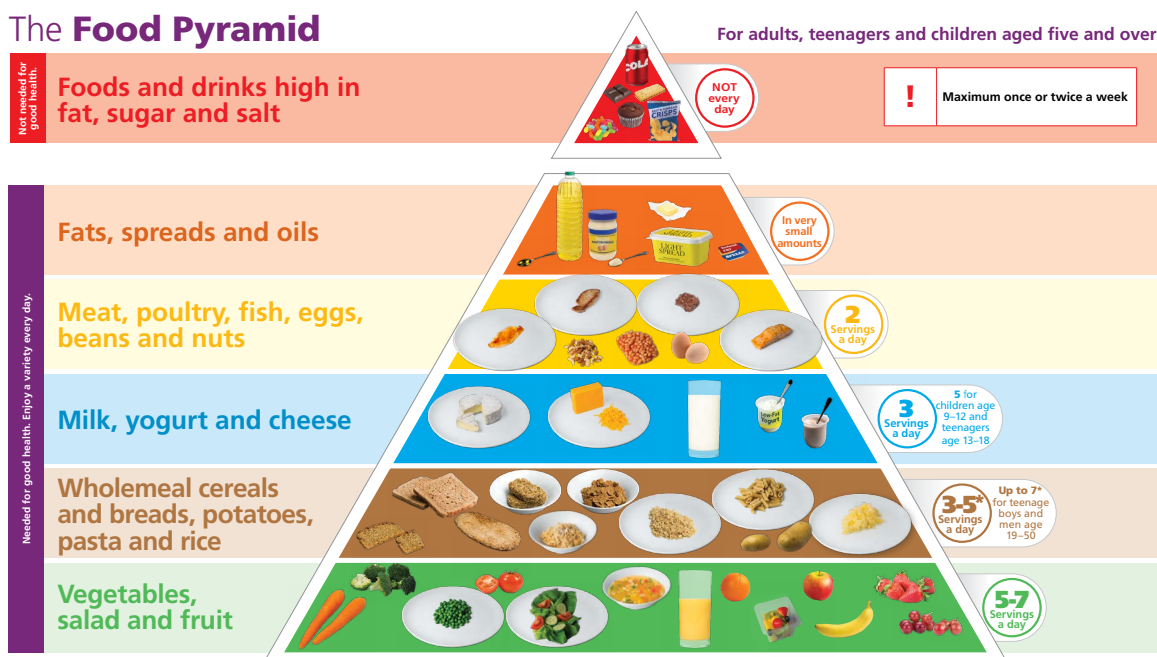 The Food Pyramid
For adults, teenagers and children aged five and over
Not needed for
good health.
Foods and drinks high in
fat, sugar and salt
COLA
CRISPS
NOT
every
day
!
Maximum once or twice a week
Needed for good health. Enjoy a variety every day.
Fats, spreads and oils
LIGHT
SPREAD
In very
small
amounts
Meat, poultry, fish, eggs,
beans and nuts
2
Servings
a day
Milk, yogurt and cheese
Low-Fat
Yogurt
3
Servings
a day
5 for
children age
9–12 and
teenagers
age 13–18
Wholemeal cereals
and breads, potatoes,
pasta and rice
3-5*
Servings
a day
Up to 7*
for teenage
boys and
men age
19–50
Vegetables,
salad and fruit
5-7
Servings
a day